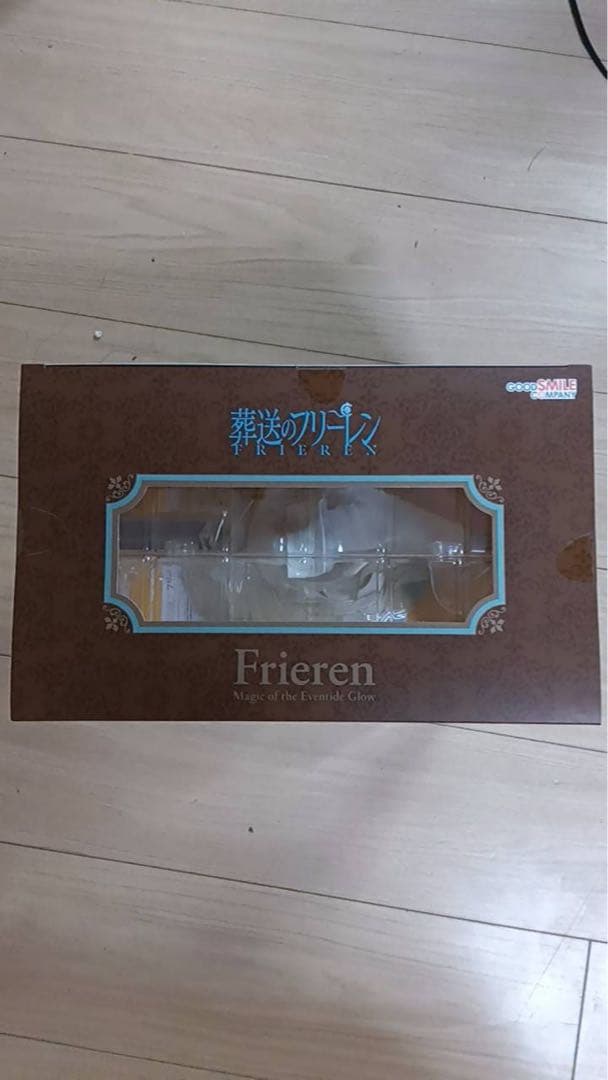 GOOD SMILE
COMPANY
葬送のフリーレン
FRIEREN
Frieren
Magic of the Eventide Glow